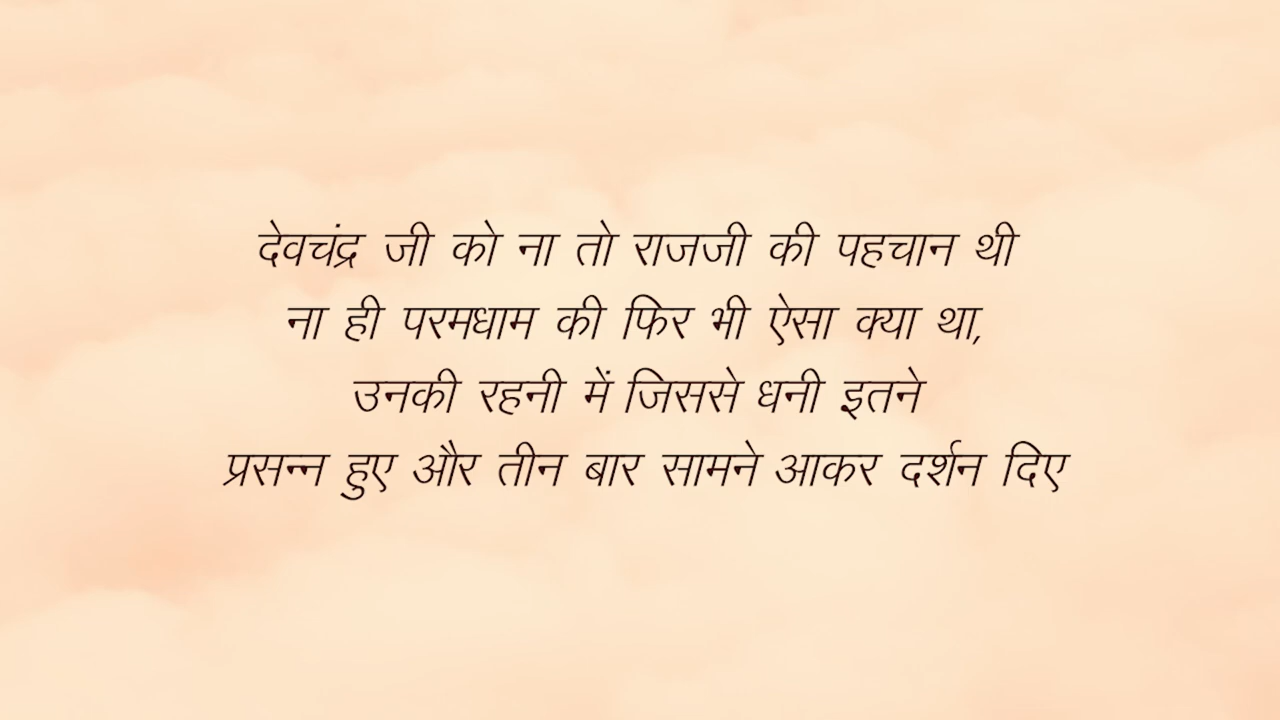 देवचंद्र जी को ना तो राजजी की पहचान थी
ना ही परमधाम की फिर भी ऐसा क्या था,
उनकी रहनी में जिससे धनी इतने
प्रसन्न हुए और तीन बार सामने आकर दर्शन दिए